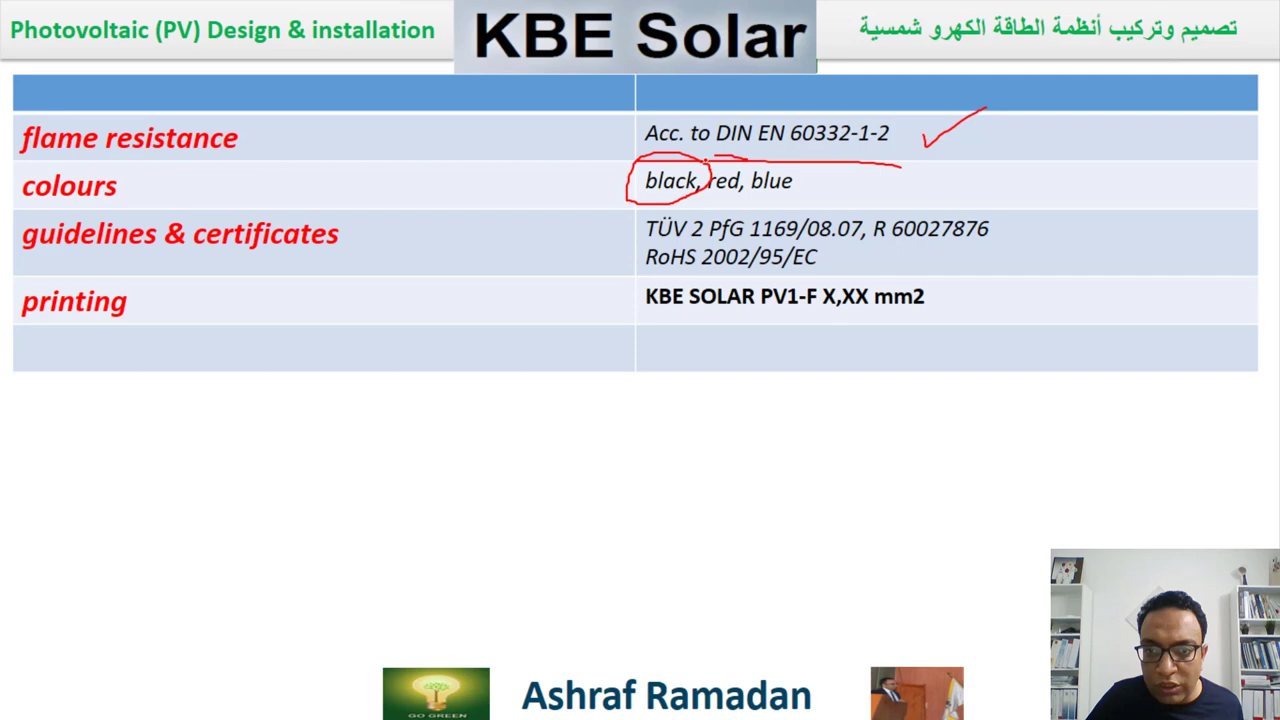 Photovoltaic (PV) Design & installation
KBE Solar
تصميم وتركيب أنظمة الطاقة الكهرو شمسية
flame resistance
Acc. to DIN EN 60332-1-2
colours
black, red, blue
guidelines & certificates
TÜV 2 PfG 1169/08.07, R 60027876
RoHS 2002/95/EC
printing
KBE SOLAR PV1-F X,XX mm2
GO GREEN
Ashraf Ramadan